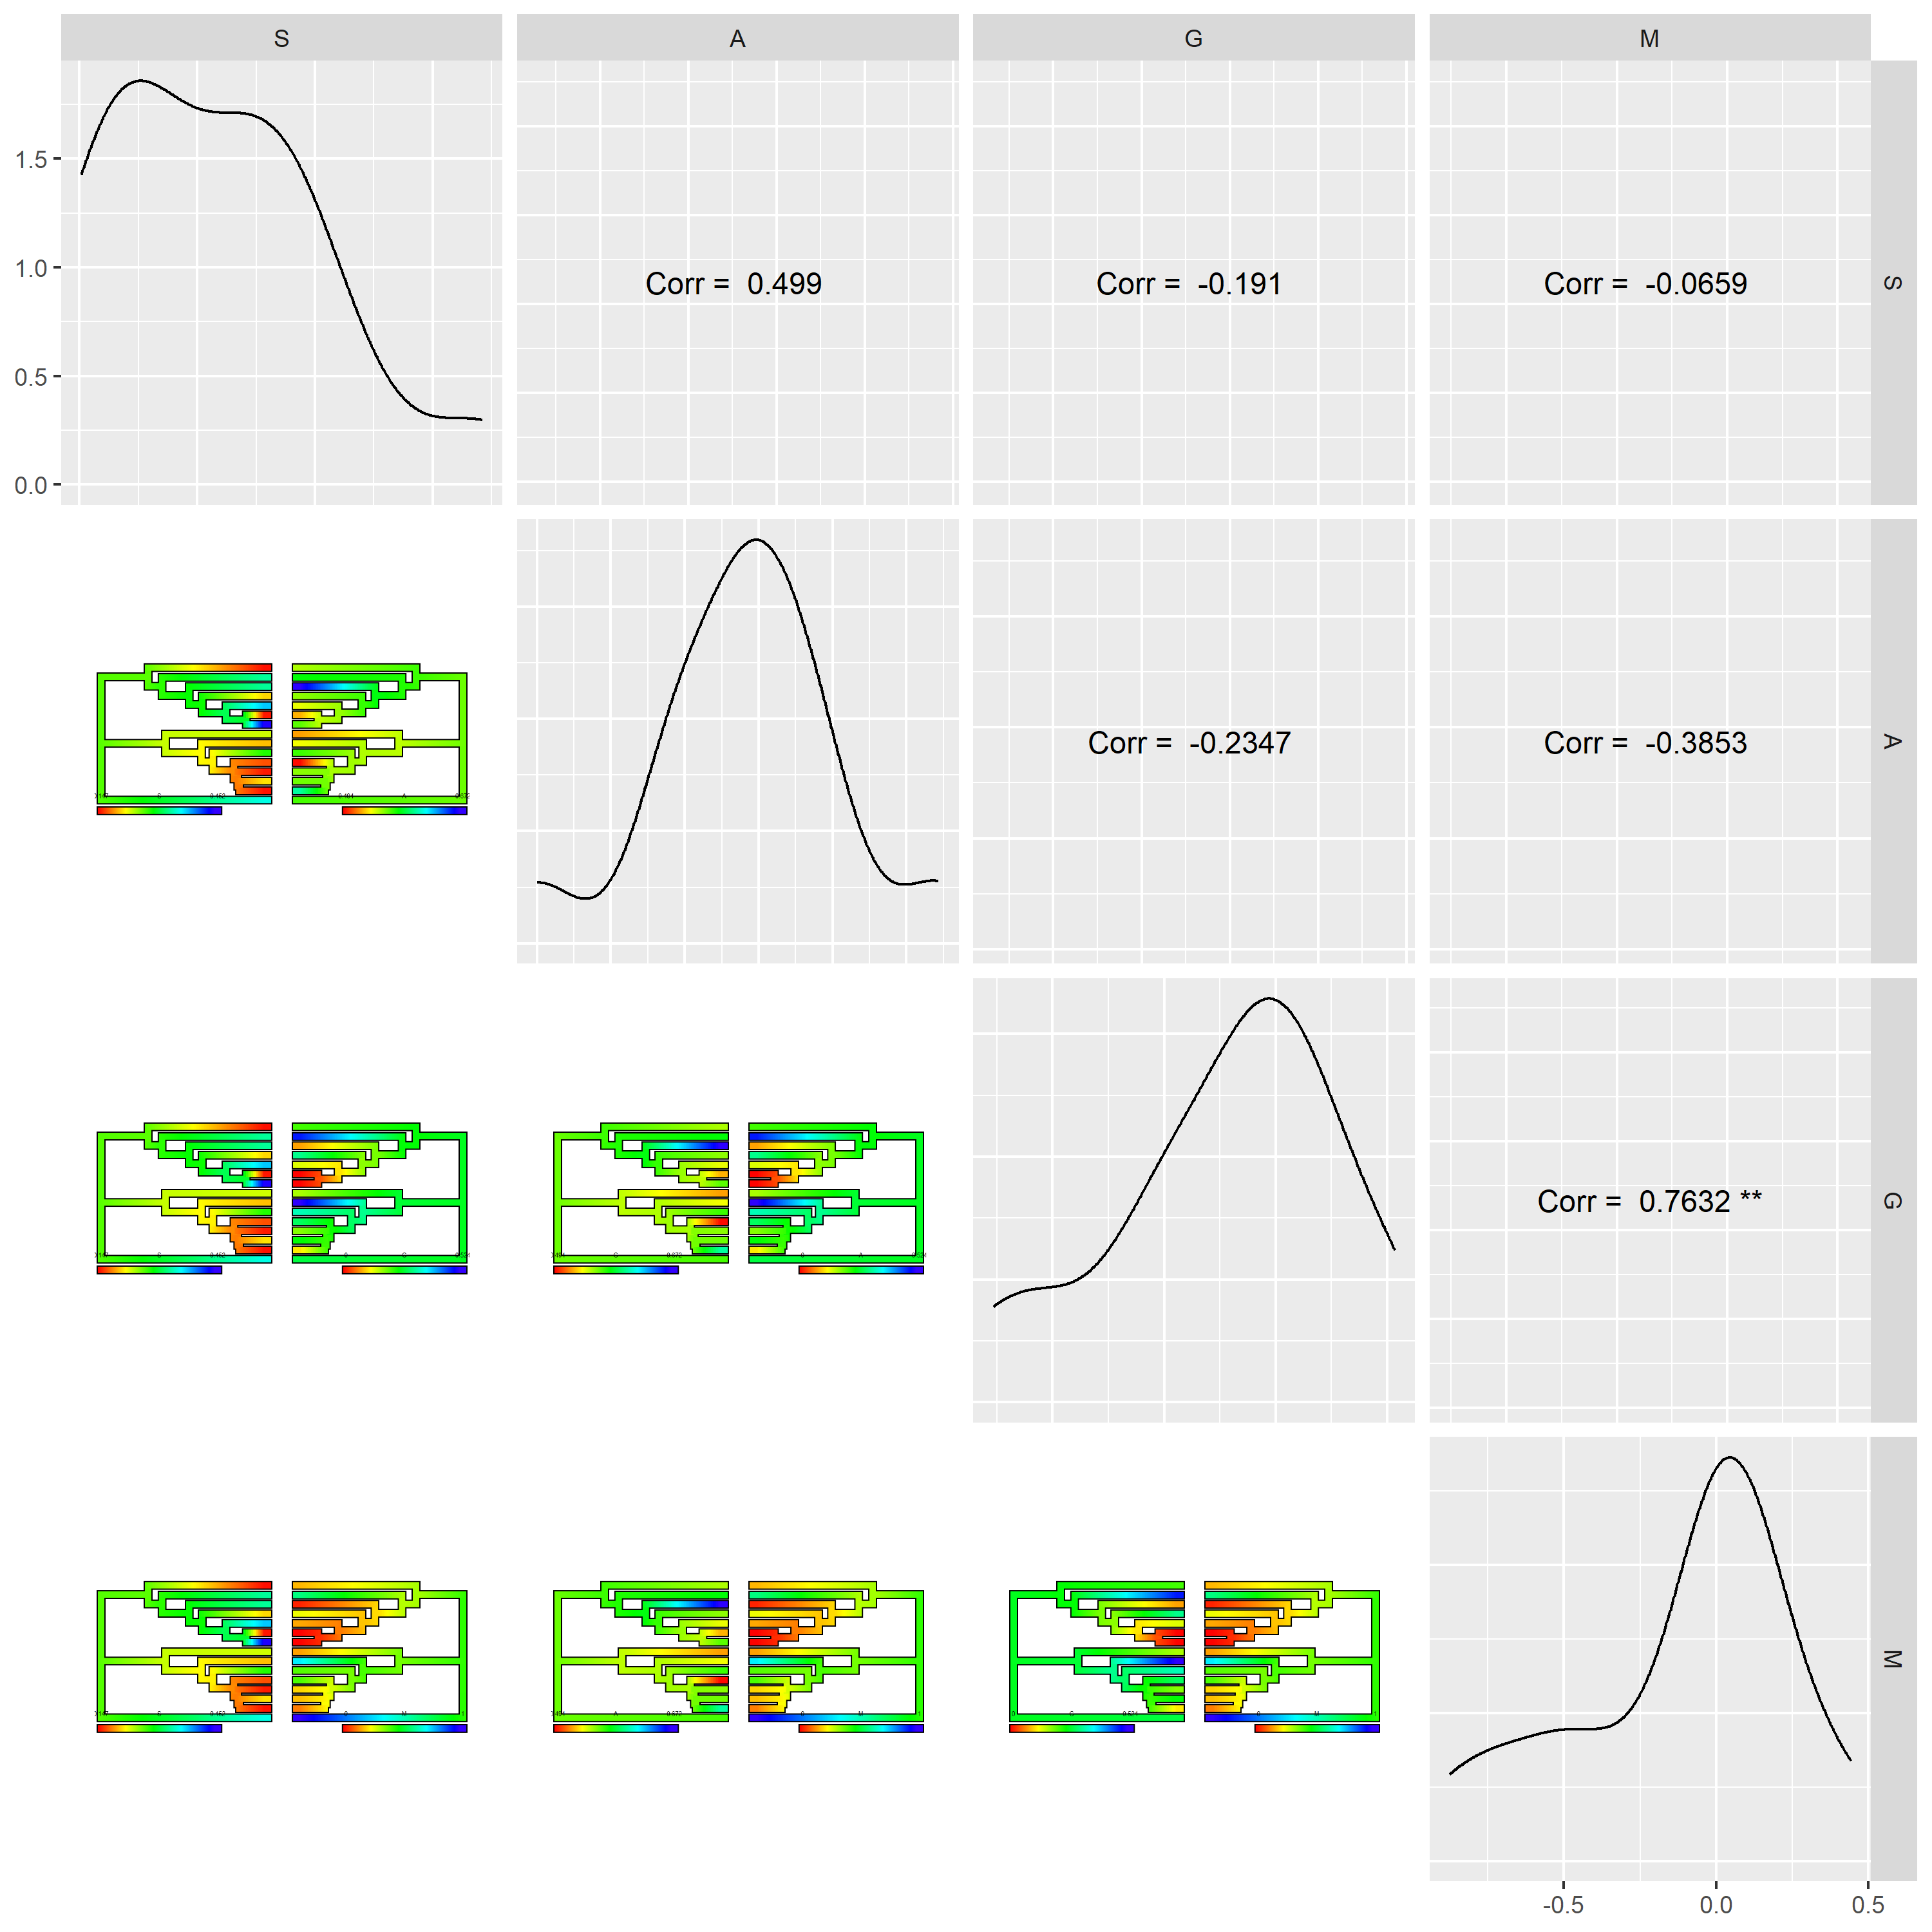 S
A
G
M
1.5
1.0
0.5
0.0
Corr = 0.499
Corr = -0.191
Corr = -0.0659
S
Corr = -0.2347
Corr = -0.3853
A
Corr = 0.7632 **
G
M
-0.5
0.0
0.5